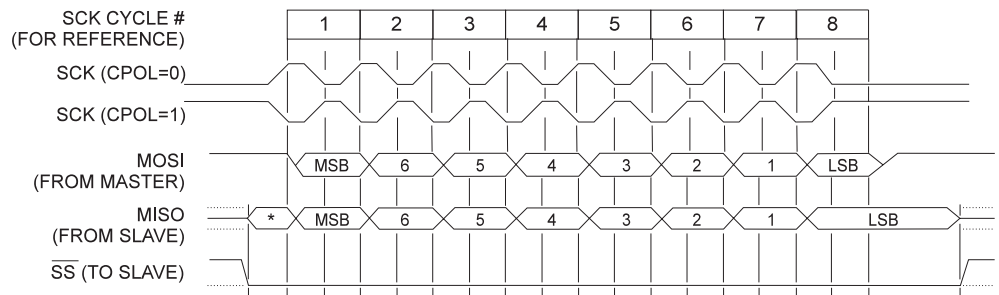 SCK CYCLE #
(FOR REFERENCE)
1 2 3 4 5 6 7 8
SCK (CPOL=0)
SCK (CPOL=1)
MOSI
(FROM MASTER)
MSB 6 5 4 3 2 1 LSB
MISO
(FROM SLAVE)
* MSB 6 5 4 3 2 1 LSB
S̅S̅ (TO SLAVE)